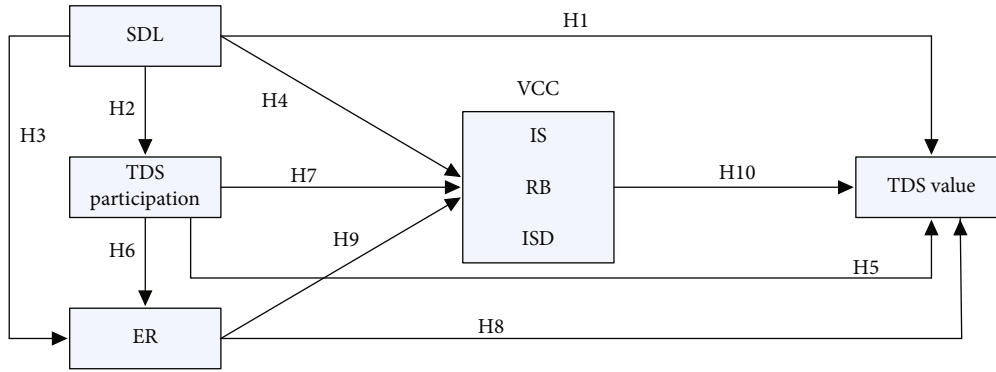 SDL
H1
H2
H3
H4
VCC
IS
RB
ISD
TDS
participation
H7
H10
TDS value
H6
H9
H5
ER
H8